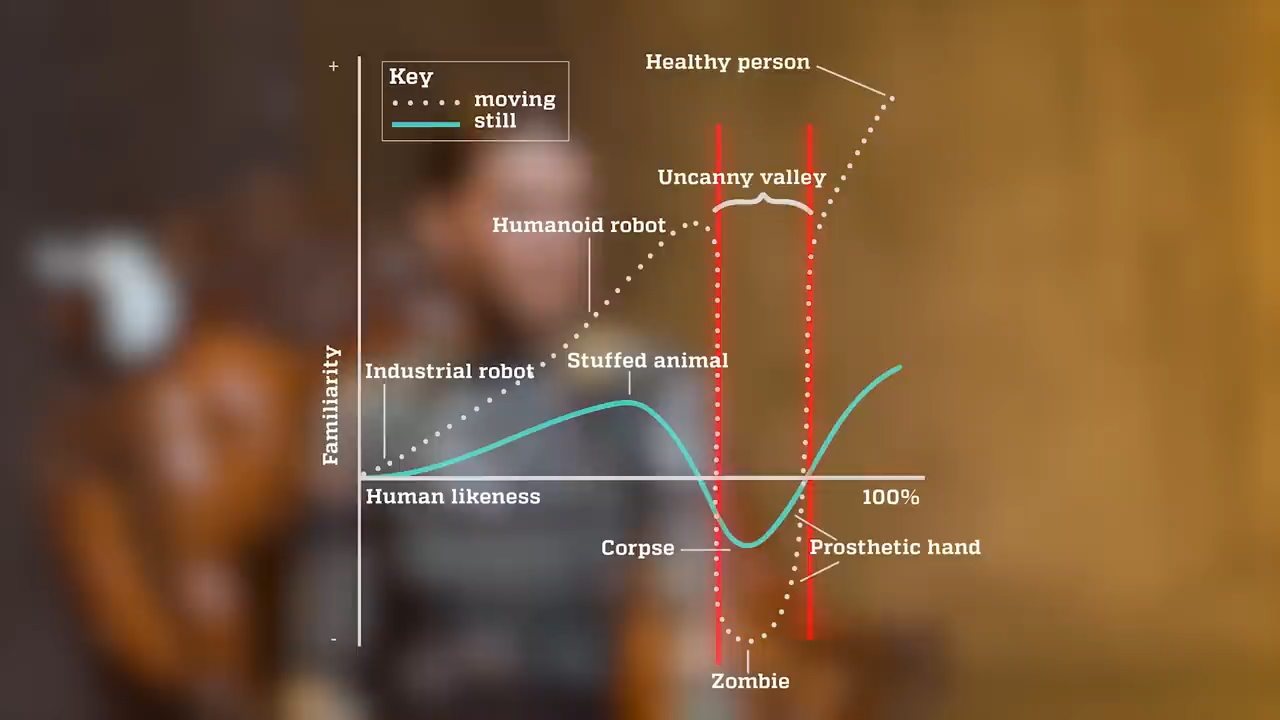 +
Key
moving
still
Healthy person
Uncanny valley
Humanoid robot
Stuffed animal
Industrial robot
Familiarity
Human likeness
100%
Corpse
Prosthetic hand
-
Zombie